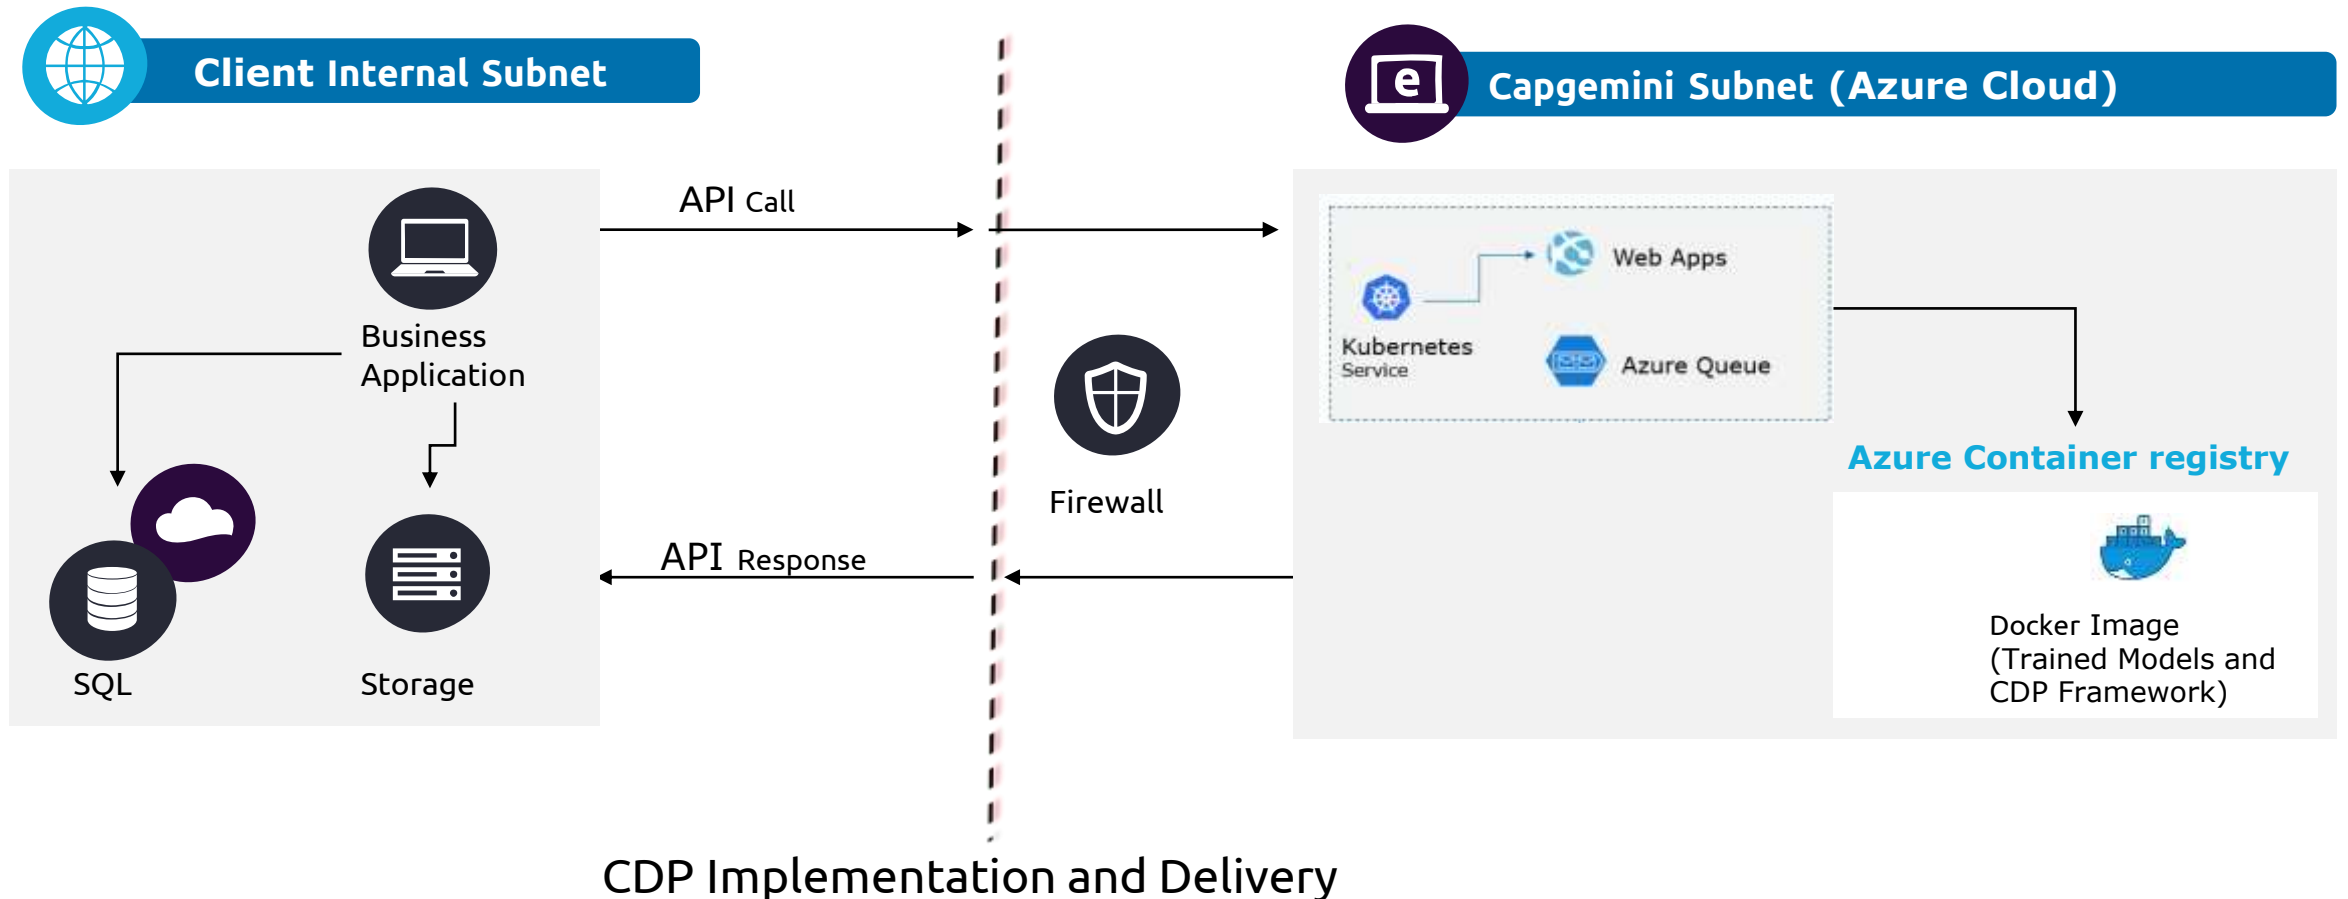 Client Internal Subnet
Capgemini Subnet (Azure Cloud)
e
API Call
Business
Application
SQL
Storage
API Response
Firewall
Web Apps
Kubernetes
Service
Azure Queue
Azure Container registry
Docker Image
(Trained Models and
CDP Framework)
CDP Implementation and Delivery